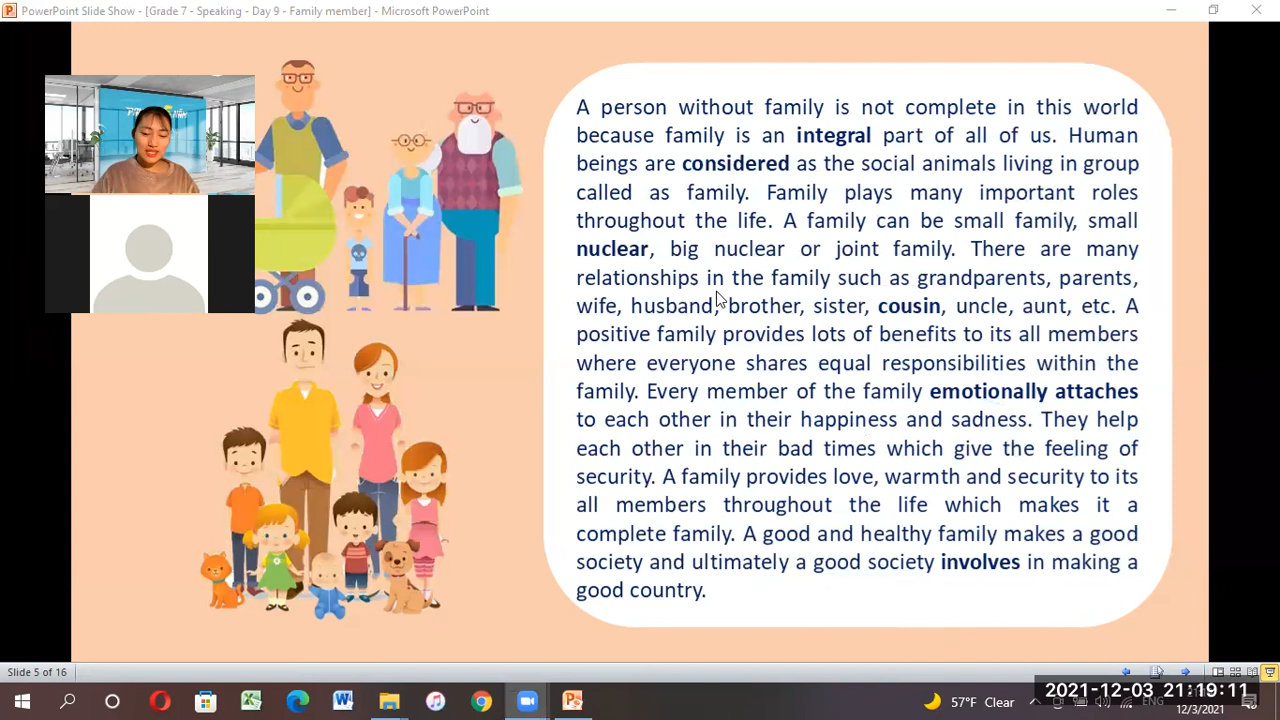 PowerPoint Slide Show - [Grade 7 - Speaking - Day 9 - Family member] - Microsoft PowerPoint
A person without family is not complete in this world
because family is an integral part of all of us. Human
beings are considered as the social animals living in group
called as family. Family plays many important roles
throughout the life. A family can be small family, small
nuclear, big nuclear or joint family. There are many
relationships in the family such as grandparents, parents,
wife, husband, brother, sister, cousin, uncle, aunt, etc. A
positive family provides lots of benefits to its all members
where everyone shares equal responsibilities within the
family. Every member of the family emotionally attaches
to each other in their happiness and sadness. They help
each other in their bad times which give the feeling of
security. A family provides love, warmth and security to its
all members throughout the life which makes it a
complete family. A good and healthy family makes a good
society and ultimately a good society involves in making a
good country.
Slide 5 of 16
57°F Clear
ENG
2021-12-03 21:19:11
12/3/2021